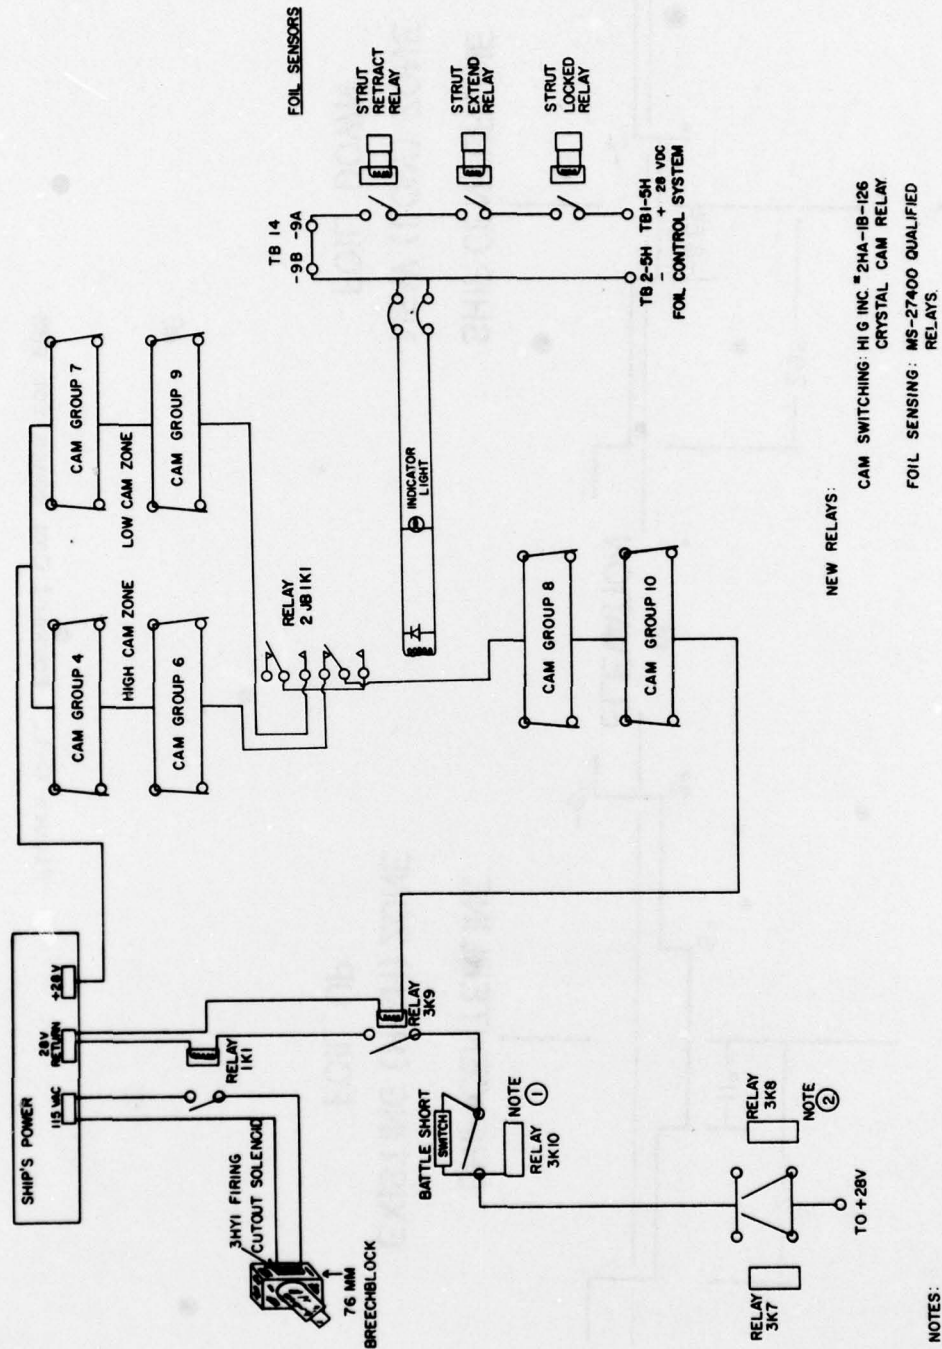 SHIP'S POWER
115 VAC
28V
RETURN
+28V
3HY1 FIRING
CUTOUT SOLENOID
76 MM
BREECHBLOCK
RELAY
1K1
RELAY
3K9
BATTLE SHORT
SWITCH
RELAY
3K10
NOTE
1
RELAY
3K7
RELAY
3K8
NOTE
2
TO +28V
CAM GROUP 4
CAM GROUP 6
HIGH CAM ZONE
LOW CAM ZONE
CAM GROUP 7
CAM GROUP 9
RELAY
2 JB 1K1
CAM GROUP 8
CAM GROUP 10
INDICATOR
LIGHT
FOIL SENSORS
TB 14
-9B
-9A
STRUT
RETRACT
RELAY
STRUT
EXTEND
RELAY
STRUT
LOCKED
RELAY
TB 2-5H TB1-5H
- + 28 VDC
FOIL CONTROL SYSTEM
NEW RELAYS:
CAM SWITCHING: HI G INC. #2HA-1B-126
CRYSTAL CAM RELAY
FOIL SENSING: MS-27400 QUALIFIED
RELAYS.
NOTES: